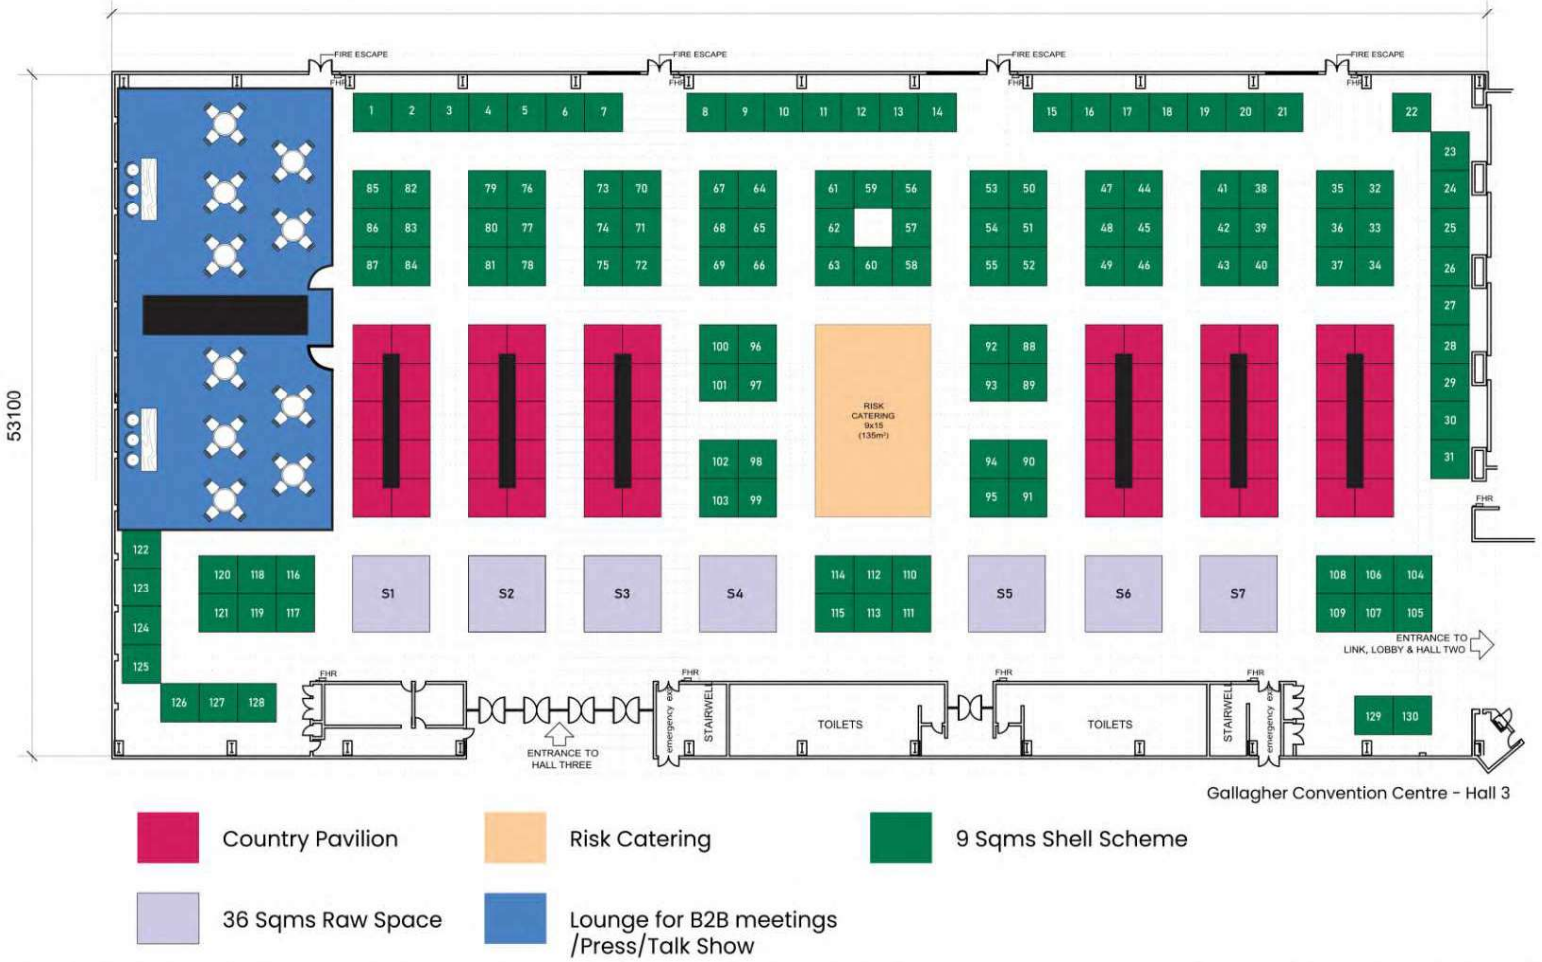 FIRE ESCAPE FIRE ESCAPE FIRE ESCAPE FIRE ESCAPE
FHR FHR FHR FHR
1 2 3 4 5 6 7 8 9 10 11 12 13 14 15 16 17 18 19 20 21 22
23
85 82 79 76 73 70 67 64 61 59 56 53 50 47 44 41 38 35 32 24
86 83 80 77 74 71 68 65 62 57 54 51 48 45 42 39 36 33 25
87 84 81 78 75 72 69 66 63 60 58 55 52 49 46 43 40 37 34 26
27
100 96 92 88 28
101 97 93 89 29
53100
RISK
CATERING
9x15
(135m²)
30
102 98 94 90 31
103 99 95 91 FHR
122
120 118 116 114 112 110 108 106 104
123 S1 S2 S3 S4 S5 S6 S7
121 119 117 115 113 111 109 107 105
124
ENTRANCE TO
LINK, LOBBY & HALL TWO
125
FHR FHR FHR FHR
126 127 128 129 130
STAIRWELL TOILETS TOILETS STAIRWELL
ENTRANCE TO
HALL THREE
Gallagher Convention Centre - Hall 3
Country Pavilion Risk Catering 9 Sqms Shell Scheme
36 Sqms Raw Space Lounge for B2B meetings
/Press/Talk Show